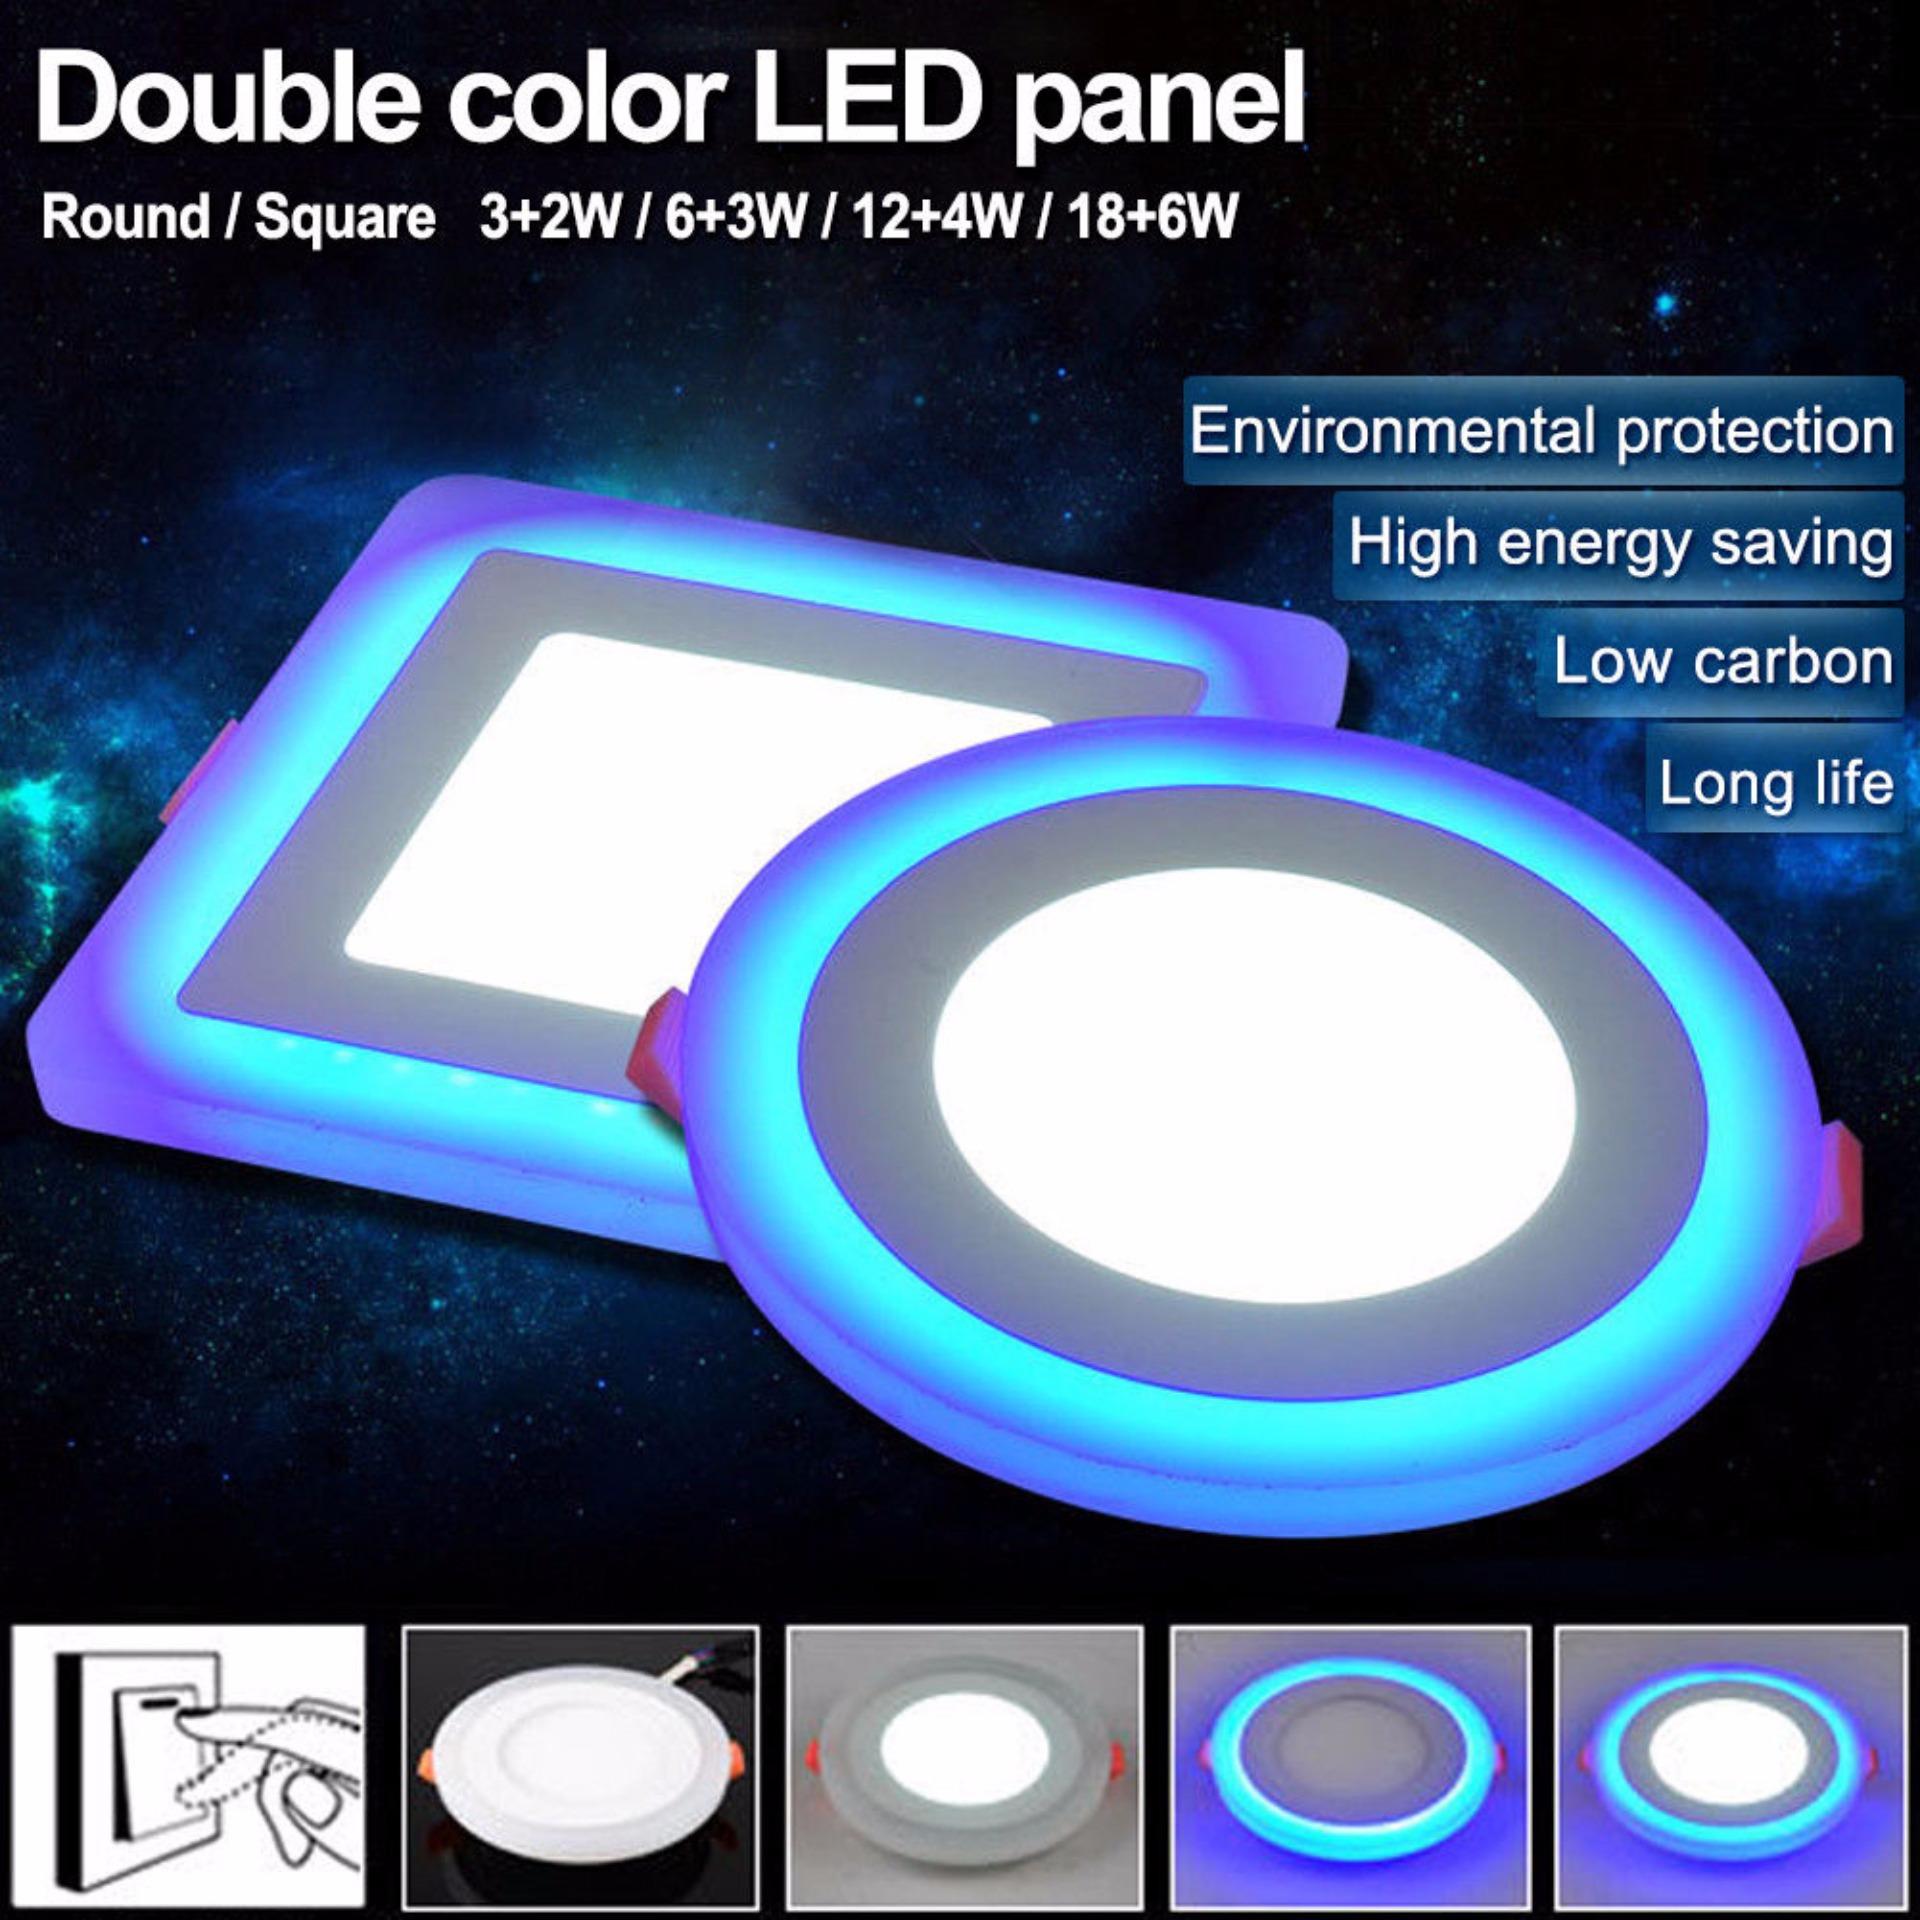 Double color LED panel
Round / Square 3+2W / 6+3W / 12+4W / 18+6W
Environmental protection
High energy saving
Low carbon
Long life